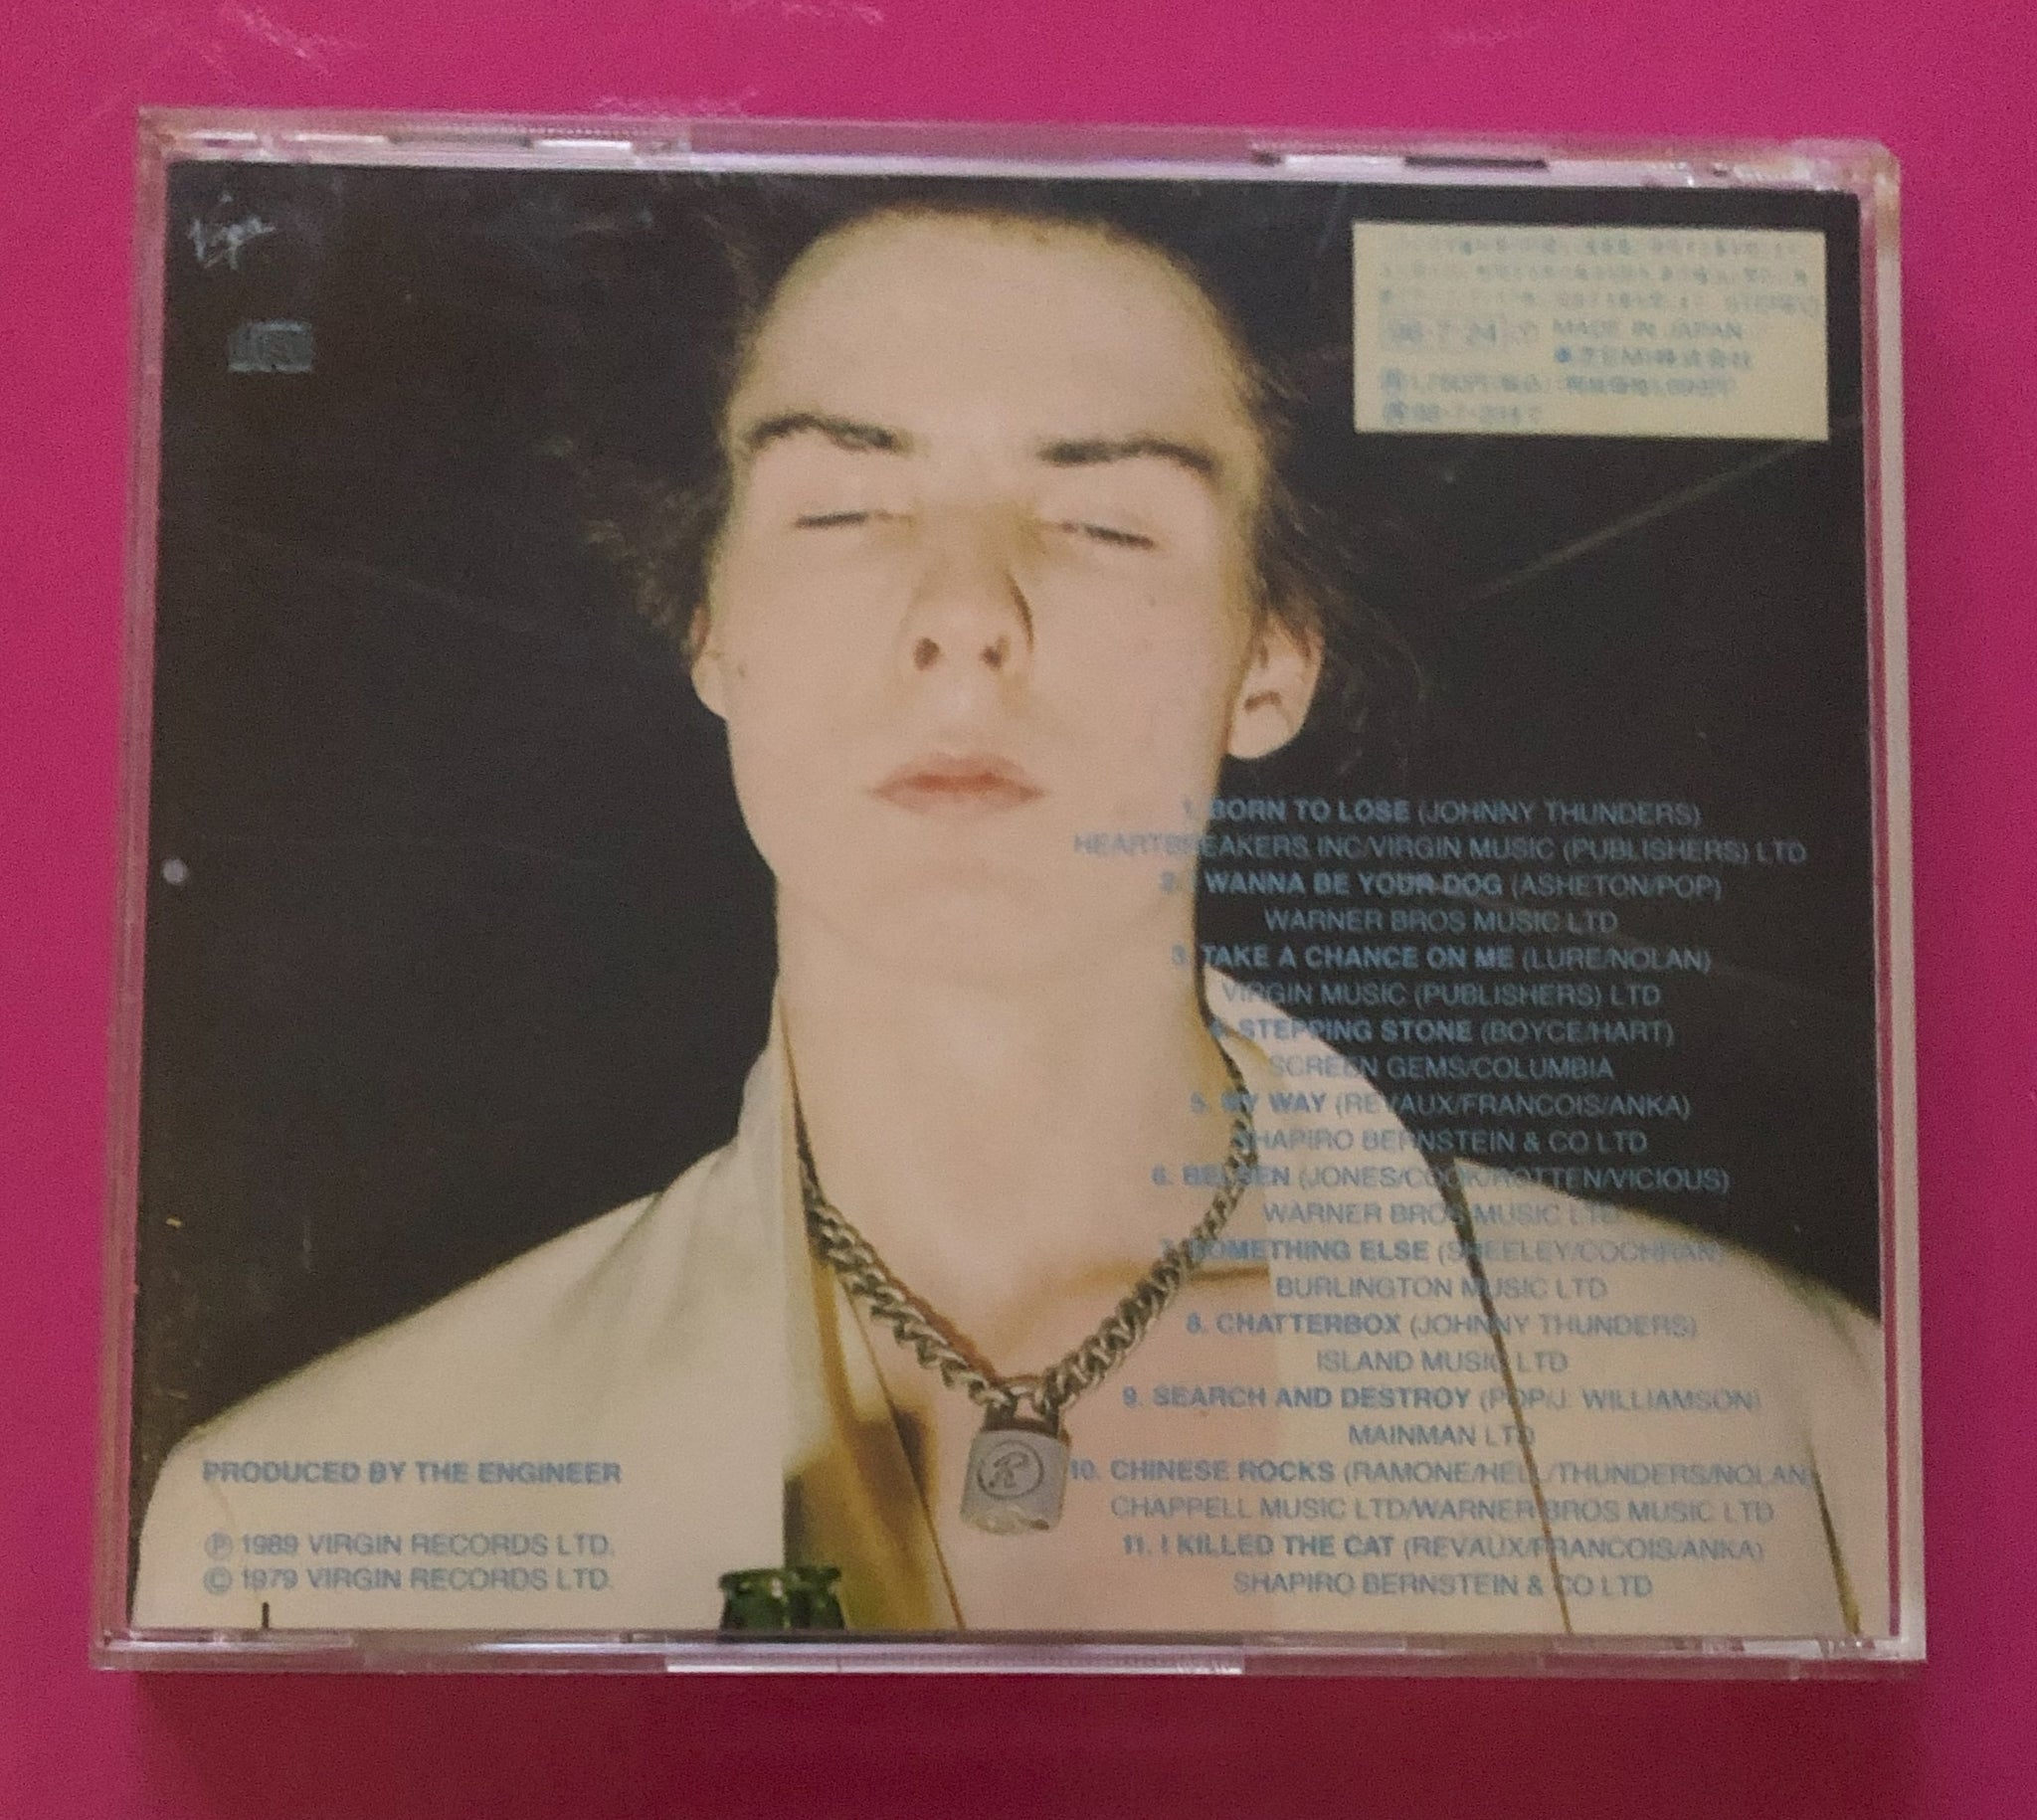 Virgin
MADE IN JAPAN
1. BORN TO LOSE (JOHNNY THUNDERS)
HEARTBREAKERS INC/VIRGIN MUSIC (PUBLISHERS) LTD
2. I WANNA BE YOUR DOG (ASHETON/POP)
WARNER BROS MUSIC LTD
3. TAKE A CHANCE ON ME (LURE/NOLAN)
VIRGIN MUSIC (PUBLISHERS) LTD
4. STEPPING STONE (BOYCE/HART)
SCREEN GEMS/COLUMBIA
5. MY WAY (REVAUX/FRANCOIS/ANKA)
SHAPIRO BERNSTEIN & CO LTD
6. BELSEN (JONES/COOK/ROTTEN/VICIOUS)
WARNER BROS MUSIC LTD
7. SOMETHING ELSE (SHEELEY/COCHRAN)
BURLINGTON MUSIC LTD
8. CHATTERBOX (JOHNNY THUNDERS)
ISLAND MUSIC LTD
9. SEARCH AND DESTROY (POP/J. WILLIAMSON)
MAINMAN LTD
10. CHINESE ROCKS (RAMONE/HELL/THUNDERS/NOLAN)
CHAPPELL MUSIC LTD/WARNER BROS MUSIC LTD
11. I KILLED THE CAT (REVAUX/FRANCOIS/ANKA)
SHAPIRO BERNSTEIN & CO LTD
R
PRODUCED BY THE ENGINEER
Ⓟ 1989 VIRGIN RECORDS LTD.
© 1979 VIRGIN RECORDS LTD.